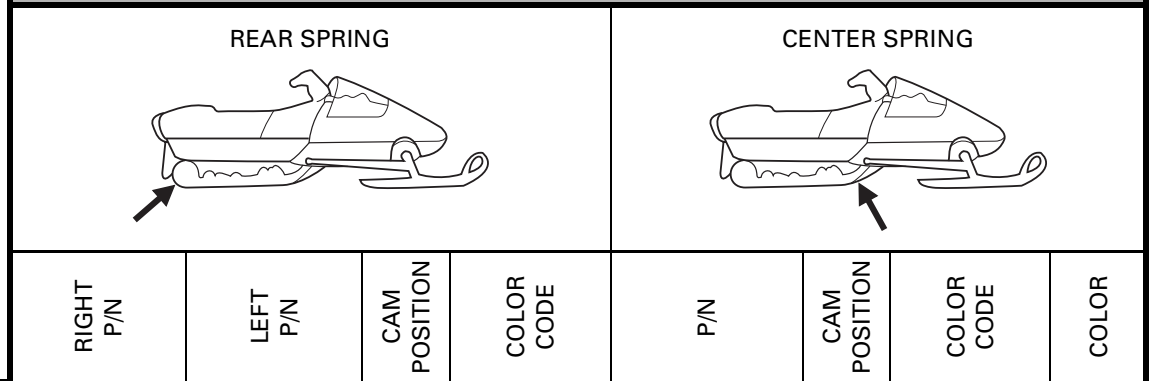 REAR SPRING
CENTER SPRING
RIGHT
P/N
LEFT
P/N
CAM
POSITION
COLOR
CODE
P/N
CAM
POSITION
COLOR
CODE
COLOR